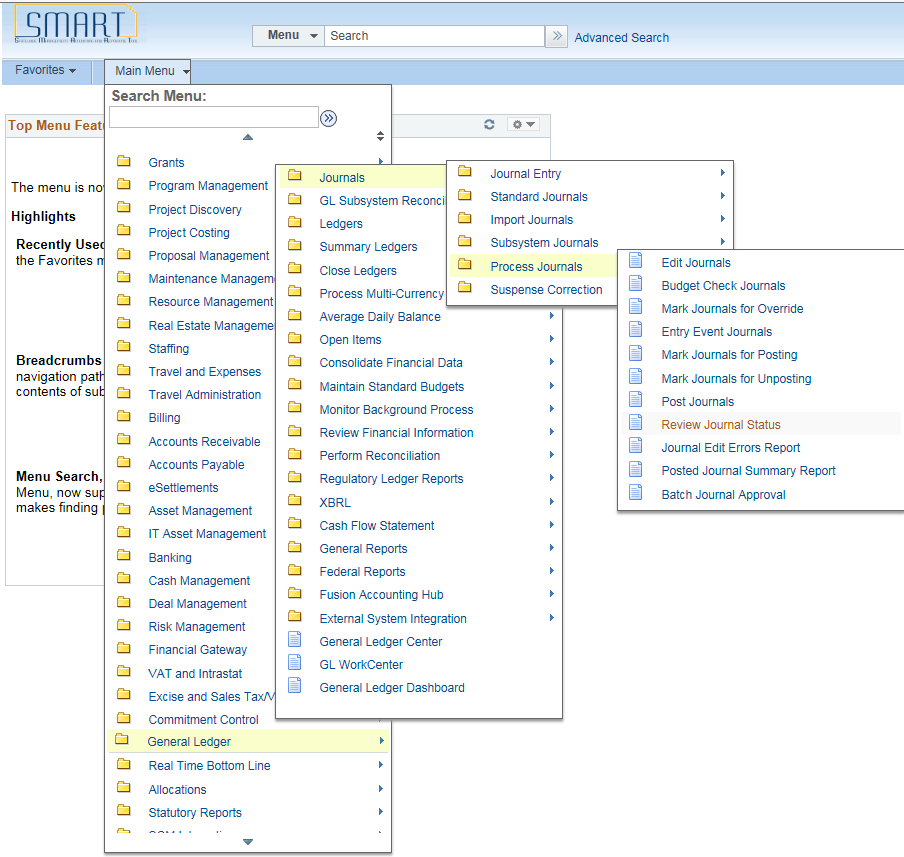 SMART
Menu
Search
Advanced Search
Favorites
Main Menu
Search Menu:
Top Menu Featu
The menu is no
Highlights
Recently Used
the Favorites m
Breadcrumbs
navigation path
contents of sub
Menu Search,
Menu, now sup
makes finding
Grants
Program Management
Project Discovery
Project Costing
Proposal Management
Maintenance Managem
Resource Management
Real Estate Manageme
Staffing
Travel and Expenses
Travel Administration
Billing
Accounts Receivable
Accounts Payable
eSettlements
Asset Management
IT Asset Management
Banking
Cash Management
Deal Management
Risk Management
Financial Gateway
VAT and Intrastat
Excise and Sales Tax/V
Commitment Control
General Ledger
Real Time Bottom Line
Allocations
Statutory Reports
Journals
GL Subsystem Reconci
Ledgers
Summary Ledgers
Close Ledgers
Process Multi-Currency
Average Daily Balance
Open Items
Consolidate Financial Data
Maintain Standard Budgets
Monitor Background Process
Review Financial Information
Perform Reconciliation
Regulatory Ledger Reports
XBRL
Cash Flow Statement
General Reports
Federal Reports
Fusion Accounting Hub
External System Integration
General Ledger Center
GL WorkCenter
General Ledger Dashboard
Journal Entry
Standard Journals
Import Journals
Subsystem Journals
Process Journals
Suspense Correction
Edit Journals
Budget Check Journals
Mark Journals for Override
Entry Event Journals
Mark Journals for Posting
Mark Journals for Unposting
Post Journals
Review Journal Status
Journal Edit Errors Report
Posted Journal Summary Report
Batch Journal Approval